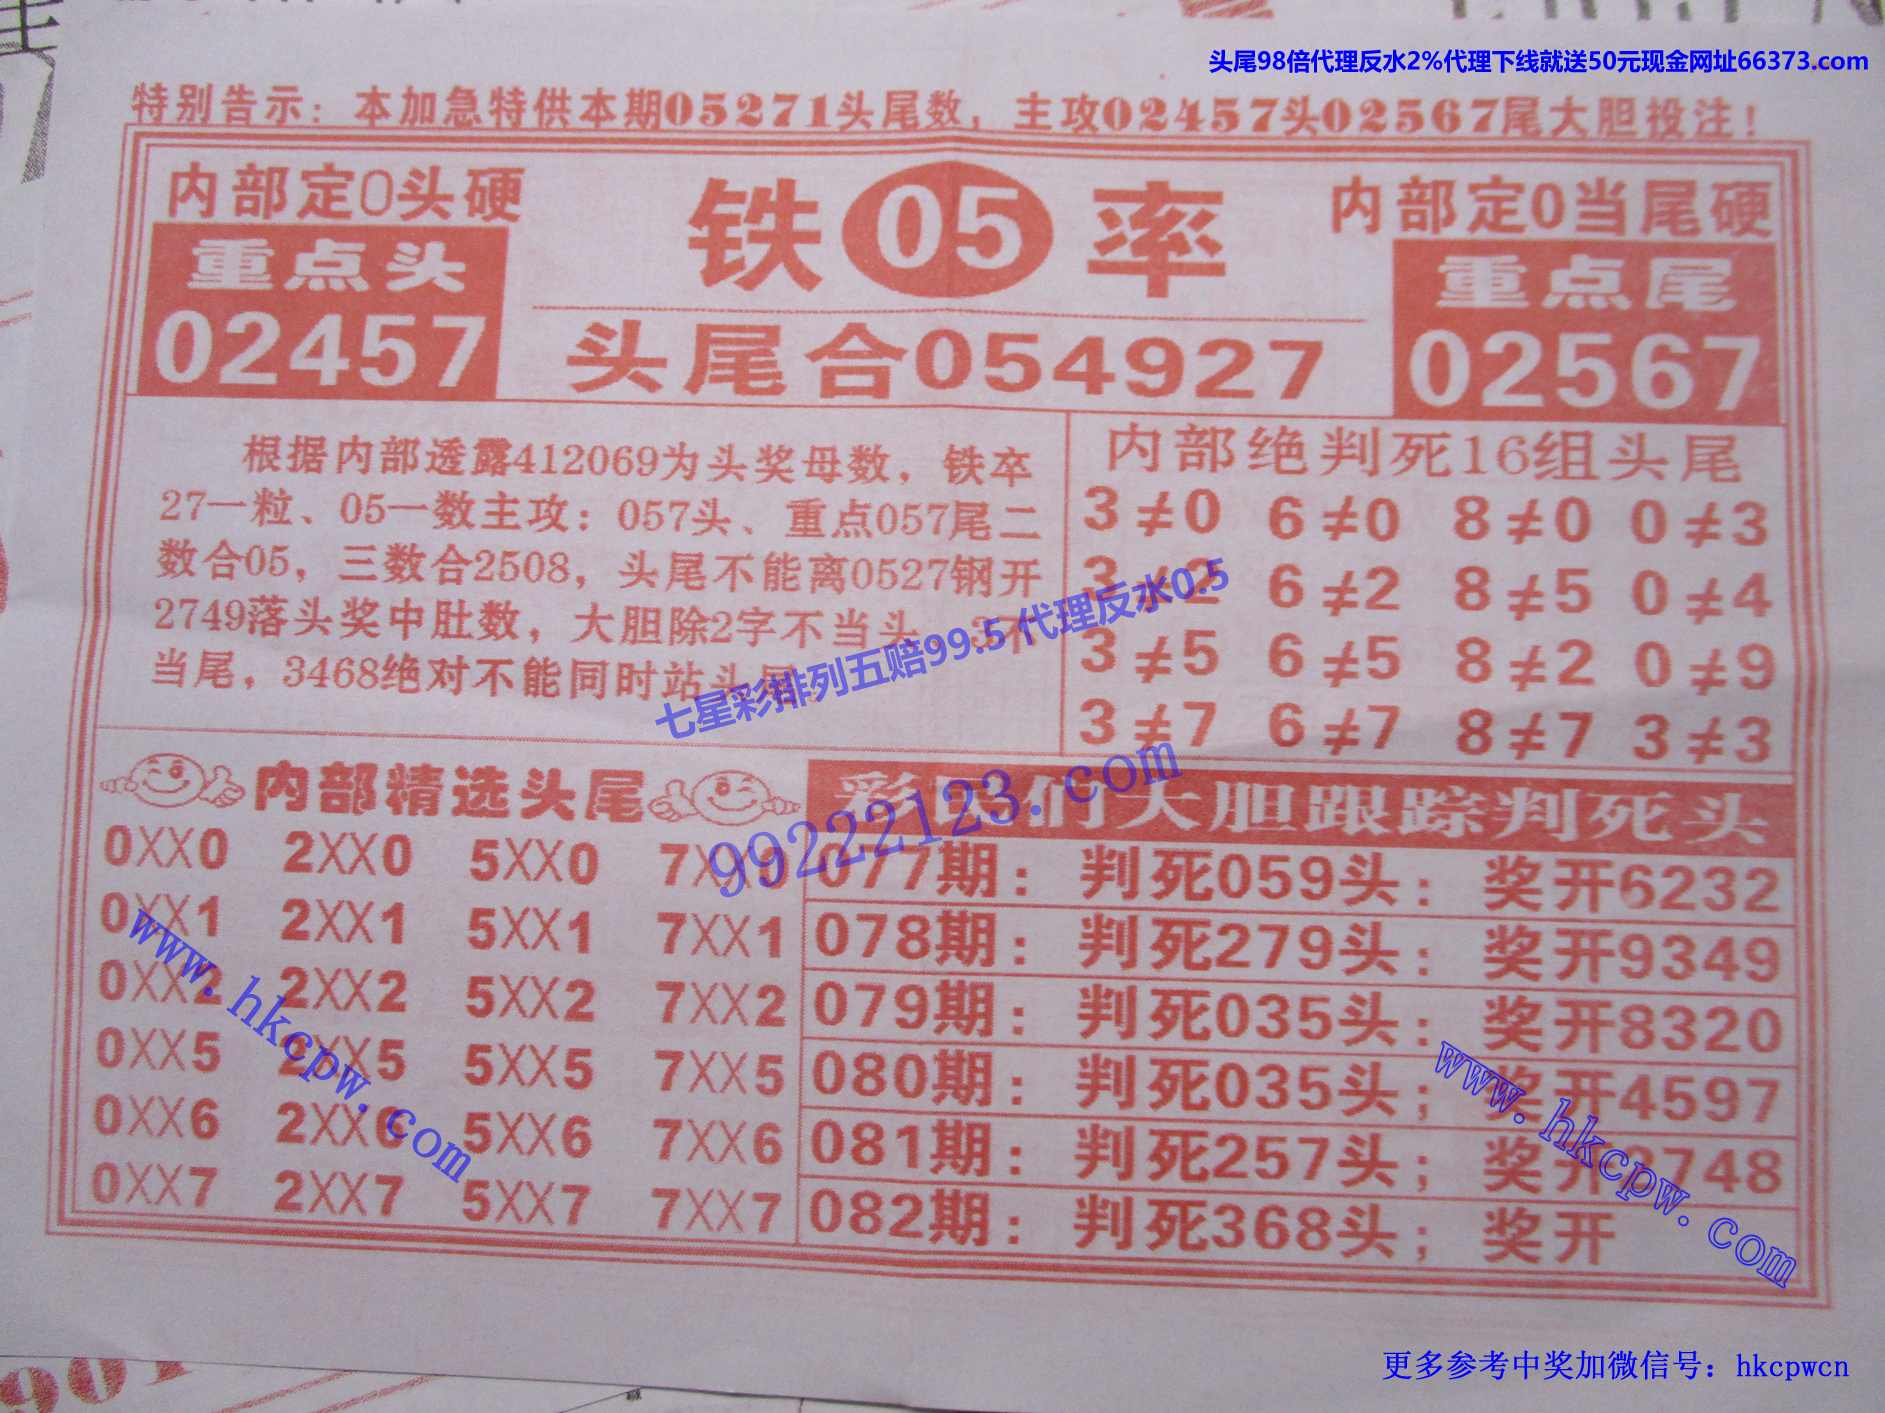 头尾98倍代理反水2%代理下线就送50元现金网址66373.com
特别告示：本加急特供本期05271头尾数，主攻02457头02567尾大胆投注！
内部定0头硬
重点头
02457
铁05率
头尾合054927
内部定0当尾硬
重点尾
02567
根据内部透露412069为头奖母数，铁卒
27一粒、05一数主攻：057头、重点057尾二
数合05，三数合2508，头尾不能离0527钢开
2749落头奖中肚数，大胆除2字不当头、3不
当尾，3468绝对不能同时站头尾
内部绝判死16组头尾
3≠0 6≠0 8≠0 0≠3
3≠2 6≠2 8≠5 0≠4
3≠5 6≠5 8≠2 0≠9
3≠7 6≠7 8≠7 3≠3
七星彩排列五赔99.5 代理反水0.5
99222123.com
内部精选头尾
0XX0 2XX0 5XX0 7XX0
0XX1 2XX1 5XX1 7XX1
0XX2 2XX2 5XX2 7XX2
0XX5 2XX5 5XX5 7XX5
0XX6 2XX6 5XX6 7XX6
0XX7 2XX7 5XX7 7XX7
彩民们大胆跟踪判死头
077期：判死059头：奖开6232
078期：判死279头：奖开9349
079期：判死035头：奖开8320
080期：判死035头；奖开4597
081期：判死257头；奖开748
082期：判死368头；奖开
www.hkcpw.com
www.hkcpw.com
更多参考中奖加微信号：hkcpwcn